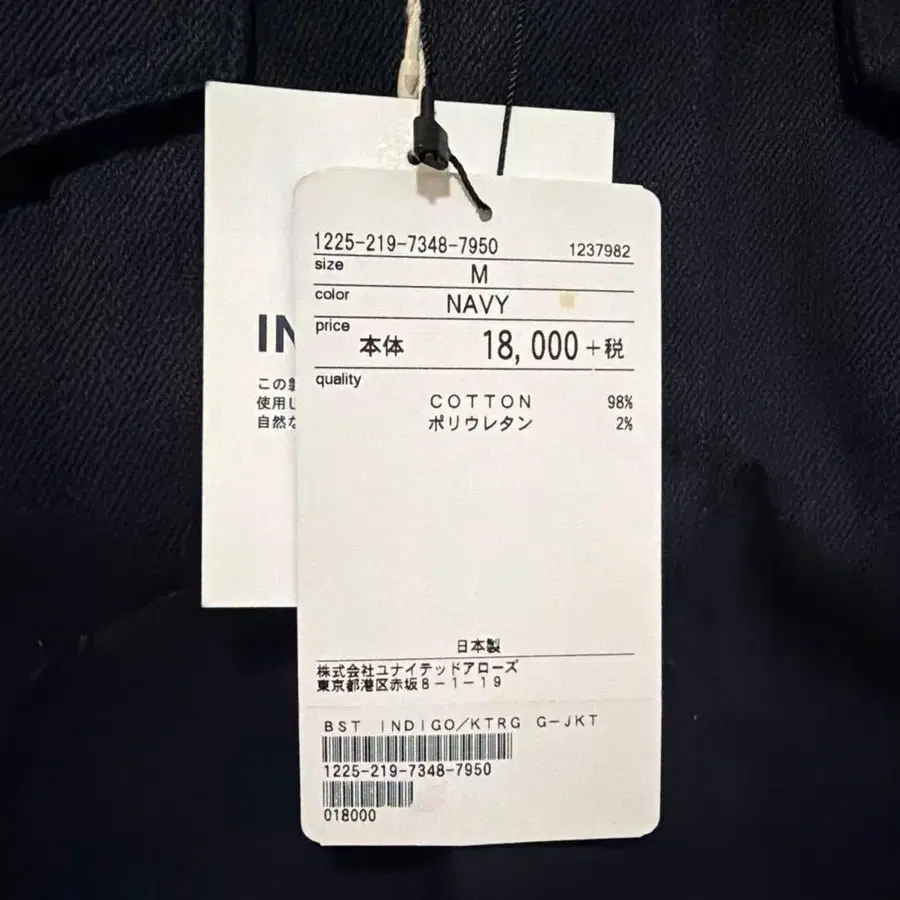 1225-219-7348-7950 1237982
size M
color NAVY
price 本体 18,000+税
quality
COTTON 98%
ポリウレタン 2%
日本製
株式会社ユナイテッドアローズ
東京都港区赤坂8-1-19
BST INDIGO/KTRG G-JKT
1225-219-7348-7950
018000
IN
この
使用し
自然な